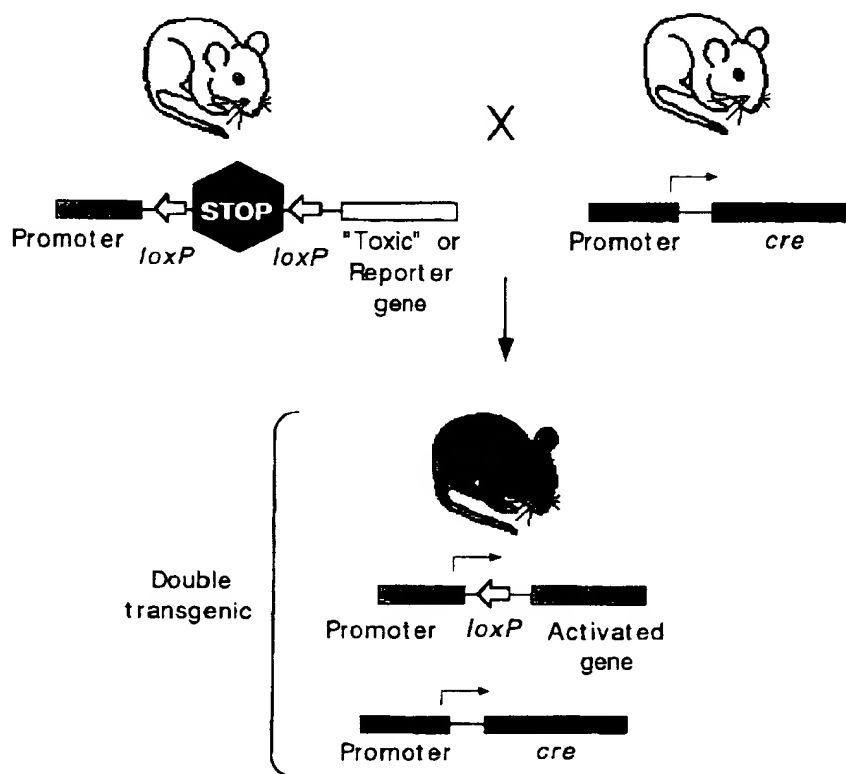 X
STOP
Promoter
loxP
loxP
"Toxic" or
Reporter
gene
Promoter
cre
Double
transgenic
Promoter
loxP
Activated
gene
Promoter
cre